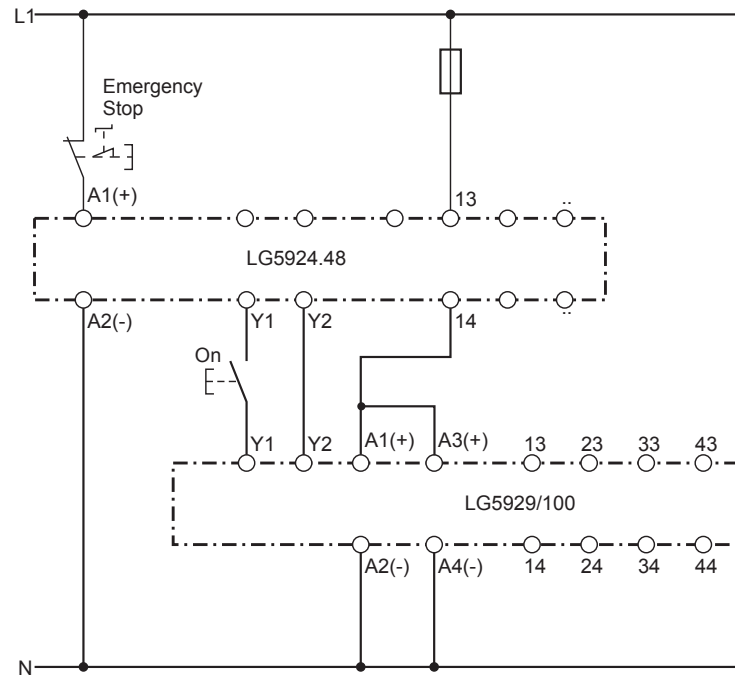 L1
Emergency
Stop
A1(+)
13
..
LG5924.48
A2(-)
Y1
Y2
14
..
On
Y1
Y2
A1(+)
A3(+)
13
23
33
43
LG5929/100
A2(-)
A4(-)
14
24
34
44
N